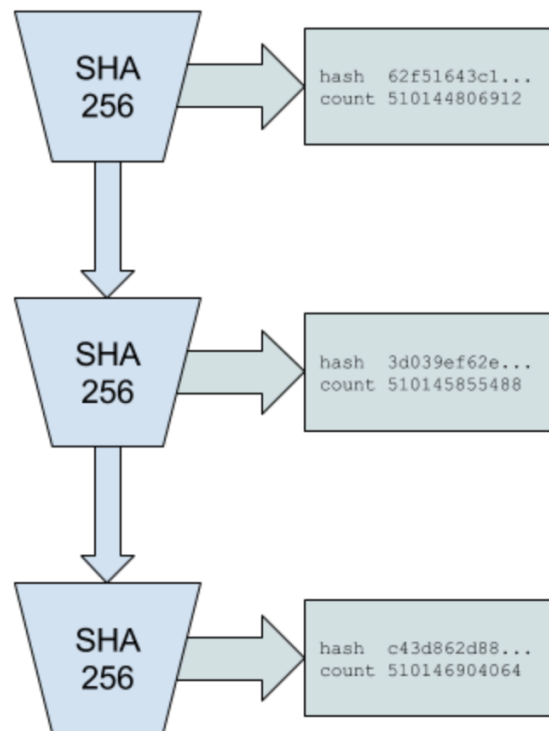 SHA
256
hash 62f51643c1...
count 510144806912
SHA
256
hash 3d039ef62e...
count 510145855488
SHA
256
hash c43d862d88...
count 510146904064